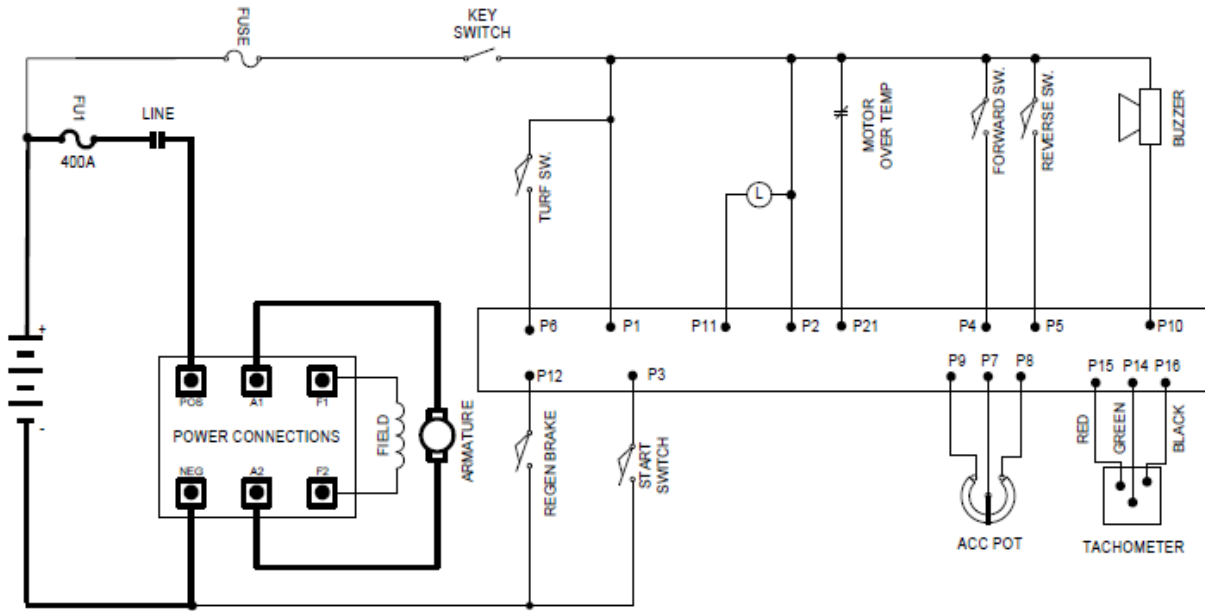 FUSE
KEY
SWITCH
FU1
400A
LINE
TURF SW.
L
MOTOR
OVER TEMP
FORWARD SW.
REVERSE SW.
BUZZER
+
-
P6
P1
P11
P2
P21
P4
P5
P10
P12
P3
P9
P7
P8
P15
P14
P16
POS
A1
F1
POWER CONNECTIONS
NEG
A2
F2
FIELD
ARMATURE
REGEN BRAKE
START
SWITCH
ACC POT
RED
GREEN
BLACK
TACHOMETER